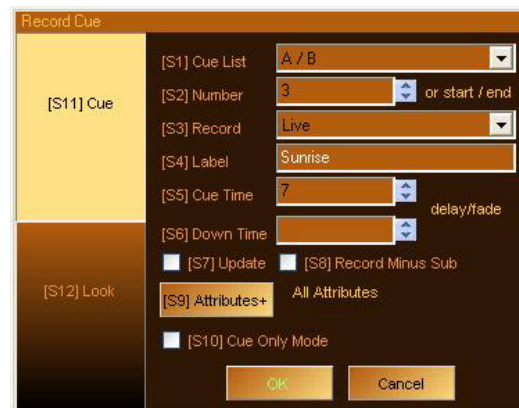 Record Cue
[S11] Cue
[S12] Look
[S1] Cue List A / B
[S2] Number 3 or start / end
[S3] Record Live
[S4] Label Sunrise
[S5] Cue Time 7
delay/fade
[S6] Down Time
[S7] Update [S8] Record Minus Sub
[S9] Attributes+ All Attributes
[S10] Cue Only Mode
OK Cancel